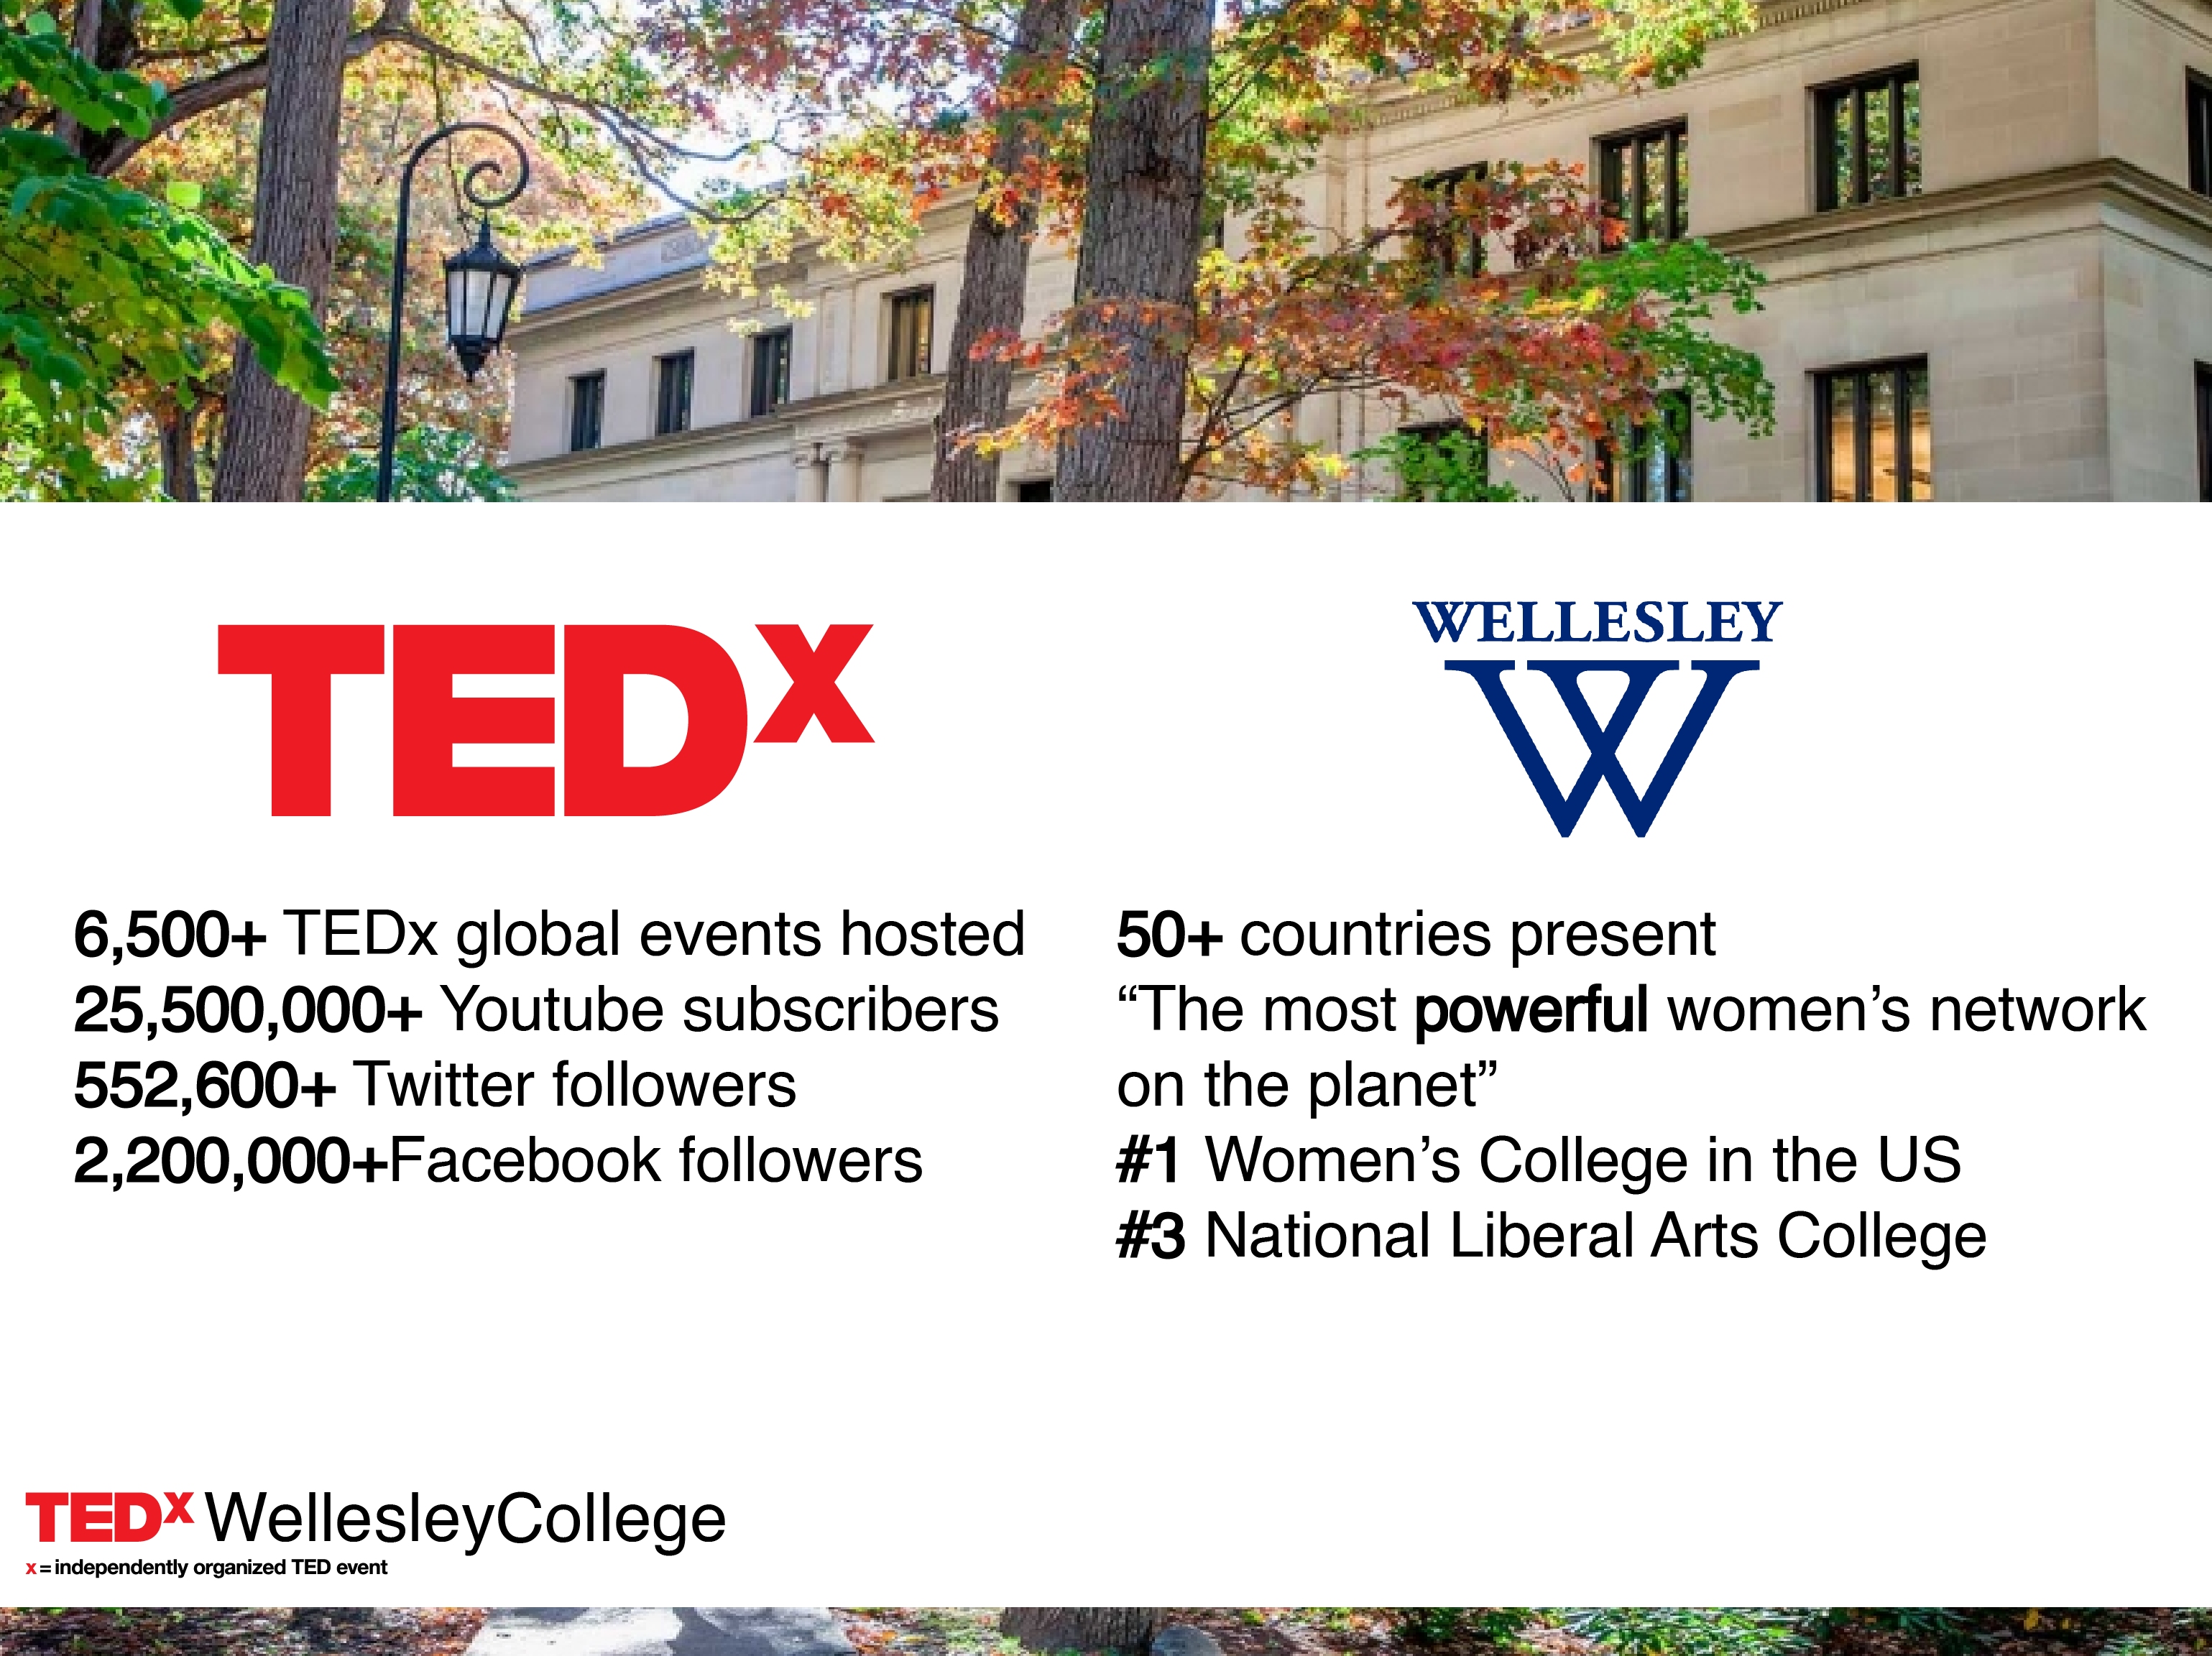 TEDx
6,500+ TEDx global events hosted
25,500,000+ Youtube subscribers
552,600+ Twitter followers
2,200,000+Facebook followers
WELLESLEY
W
50+ countries present
“The most powerful women’s network
on the planet”
#1 Women’s College in the US
#3 National Liberal Arts College
TEDx WellesleyCollege
x = independently organized TED event